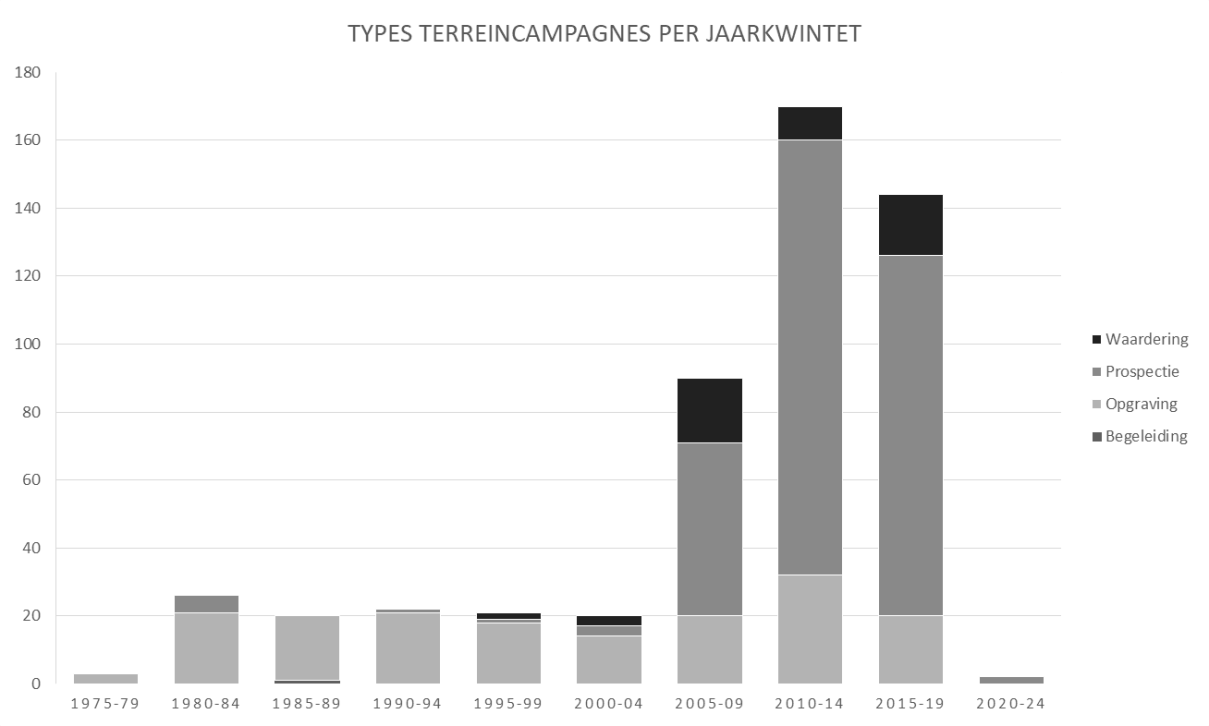 TYPES TERREINCAMPAGNES PER JAARKWINTET
180
160
140
120
100
80
60
40
20
0
1975-79 1980-84 1985-89 1990-94 1995-99 2000-04 2005-09 2010-14 2015-19 2020-24
Waardering
Prospectie
Opgraving
Begeleiding